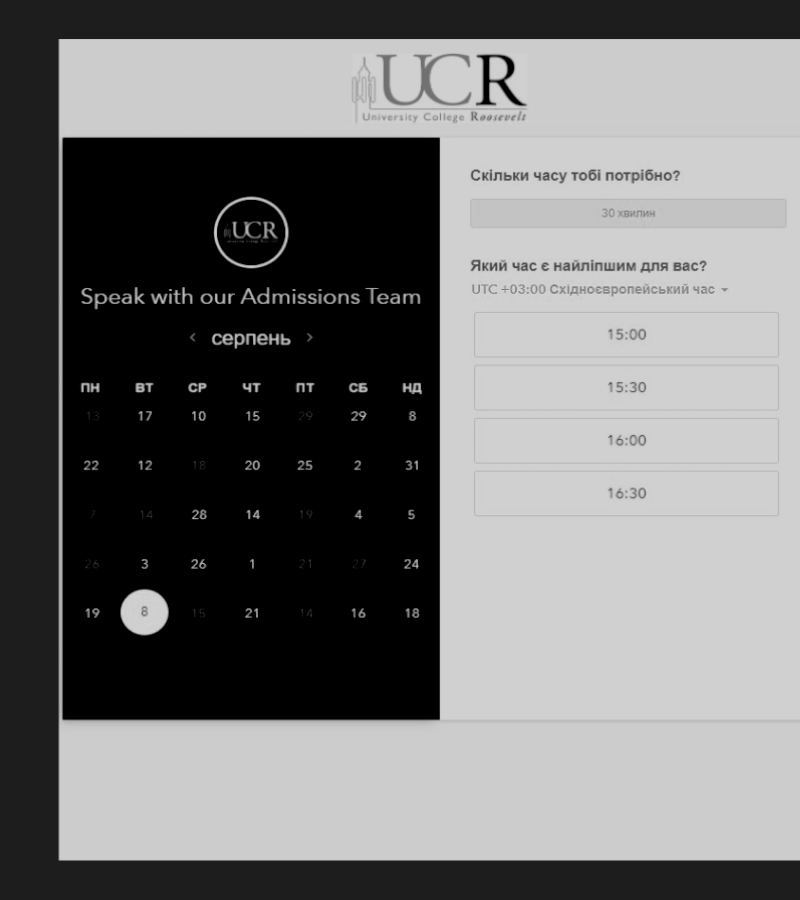 UCR
University College Roosevelt
UCR
Speak with our Admissions Team
серпень
ПН ВТ СР ЧТ ПТ СБ НД
13 17 10 15 29 29 8
22 12 18 20 25 2 31
7 14 28 14 19 4 5
26 3 26 1 21 27 24
19 8 15 21 14 16 18
Скільки часу тобі потрібно?
30 хвилин
Який час є найліпшим для вас?
UTC +03:00 Східноєвропейський час
15:00
15:30
16:00
16:30